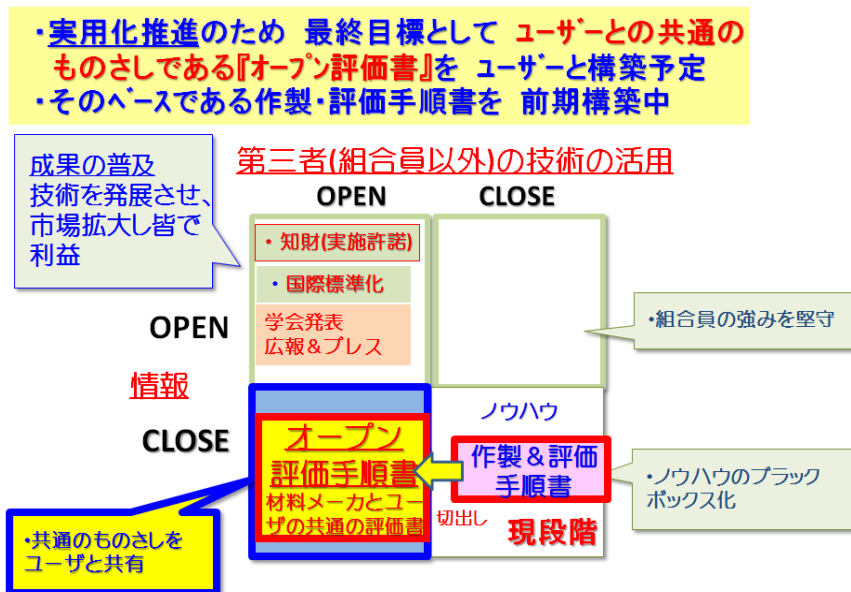 ・実用化推進のため 最終目標として ユーザーとの共通の
ものさしである『オープン評価書』を ユーザーと構築予定
・そのベースである作製・評価手順書を 前期構築中
成果の普及
技術を発展させ、
市場拡大し皆で
利益
第三者(組合員以外)の技術の活用
OPEN CLOSE
・知財(実施許諾)
・国際標準化
学会発表
広報&プレス
OPEN
・組合員の強みを堅守
情報
CLOSE
ノウハウ
オープン
評価手順書
材料メーカとユー
ザの共通の評価書
作製&評価
手順書
切出し
現段階
・ノウハウのブラック
ボックス化
・共通のものさしを
ユーザと共有